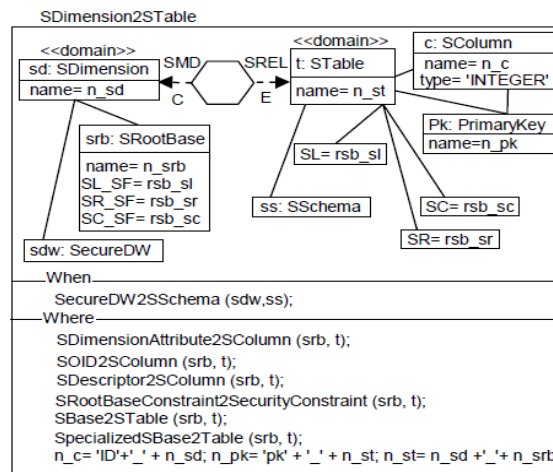 SDimension2STable
<<domain>>
sd: SDimension
name= n_sd
SMD
C
SREL
E
<<domain>>
t: STable
name= n_st
c: SColumn
name= n_c
type= 'INTEGER'
Pk: PrimaryKey
name=n_pk
srb: SRootBase
name= n_srb
SL_SF= rsb_sl
SR_SF= rsb_sr
SC_SF= rsb_sc
sdw: SecureDW
SL= rsb_sl
ss: SSchema
SC= rsb_sc
SR= rsb_sr
When
SecureDW2SSchema (sdw,ss);
Where
SDimensionAttribute2SColumn (srb, t);
SOID2SColumn (srb, t);
SDescriptor2SColumn (srb, t);
SRootBaseConstraint2SecurityConstraint (srb, t);
SBase2STable (srb, t);
SpecializedSBase2Table (srb, t);
n_c= 'ID'+'_' + n_sd; n_pk= 'pk' + '_' + n_st; n_st= n_sd +'_'+ n_srb